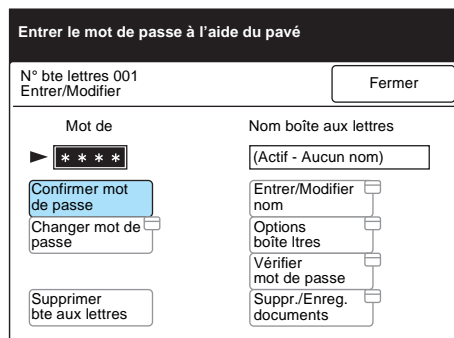 Entrer le mot de passe à l'aide du pavé
N° bte lettres 001
Entrer/Modifier
Fermer
Mot de
Nom boîte aux lettres
* * * *
(Actif - Aucun nom)
Confirmer mot
de passe
Entrer/Modifier
nom
Changer mot de
passe
Options
boîte ltres
Vérifier
mot de passe
Supprimer
bte aux lettres
Suppr./Enreg.
documents